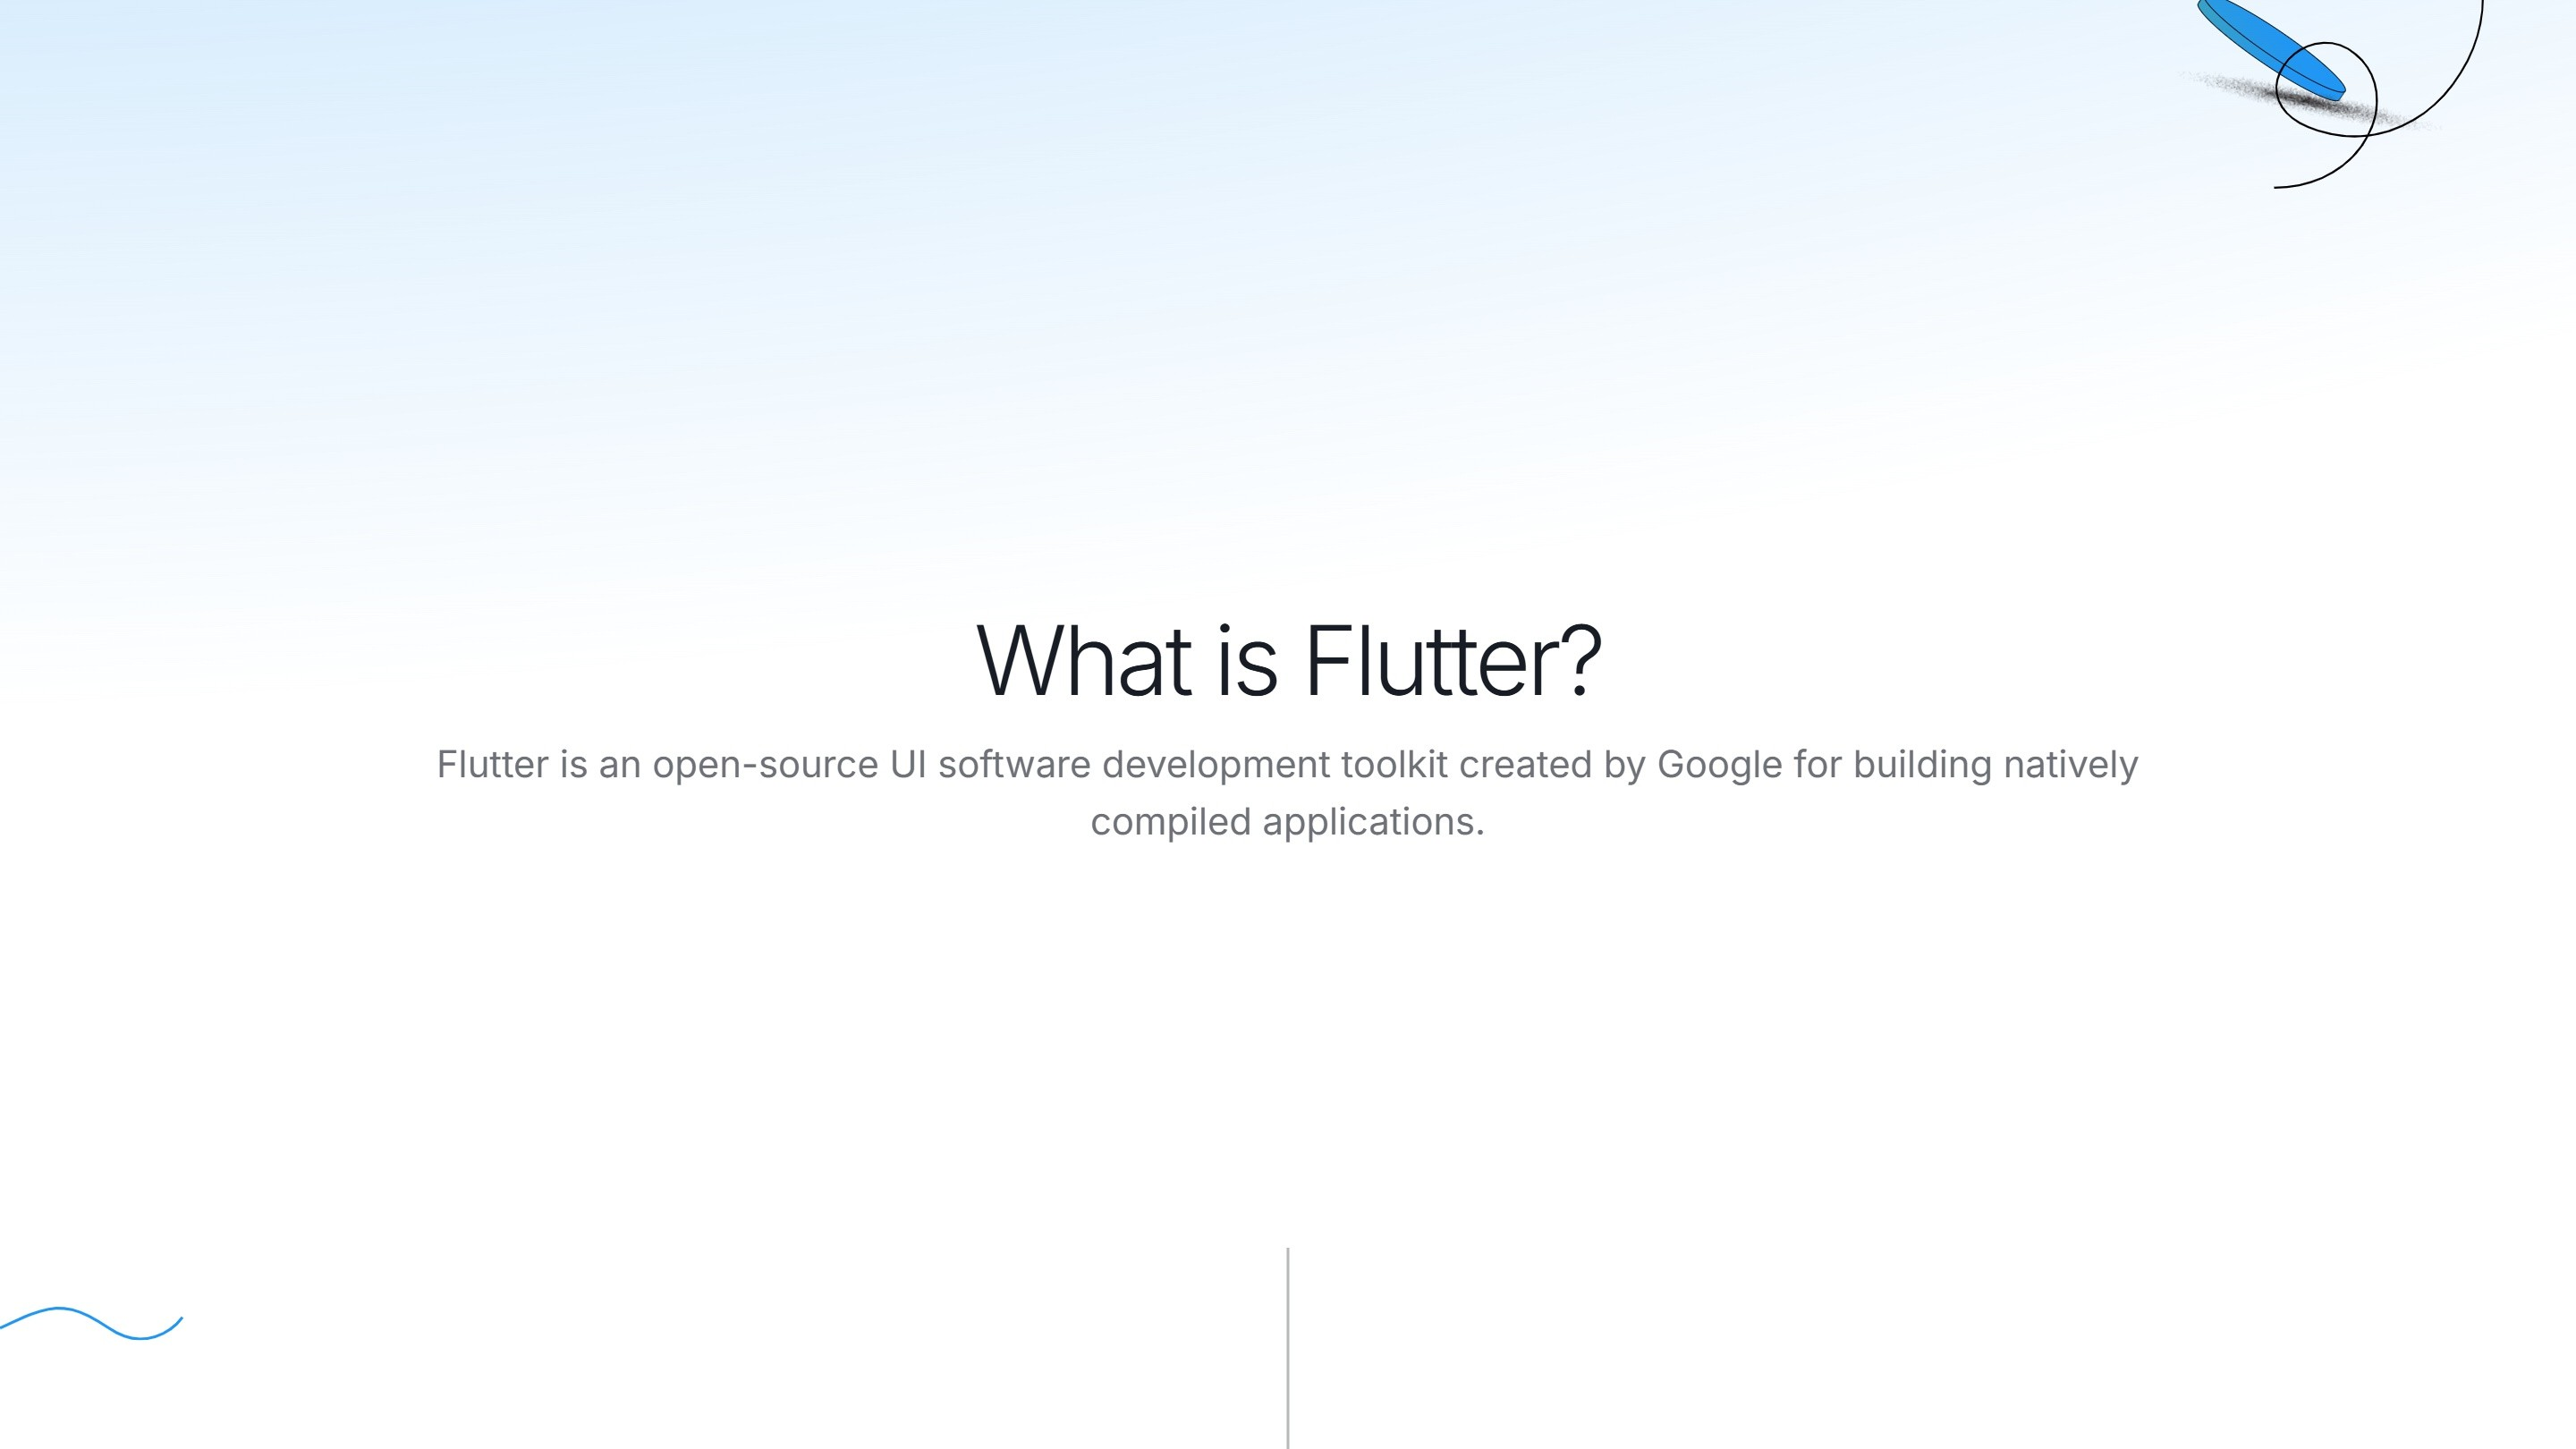 What is Flutter?
Flutter is an open-source UI software development toolkit created by Google for building natively
compiled applications.